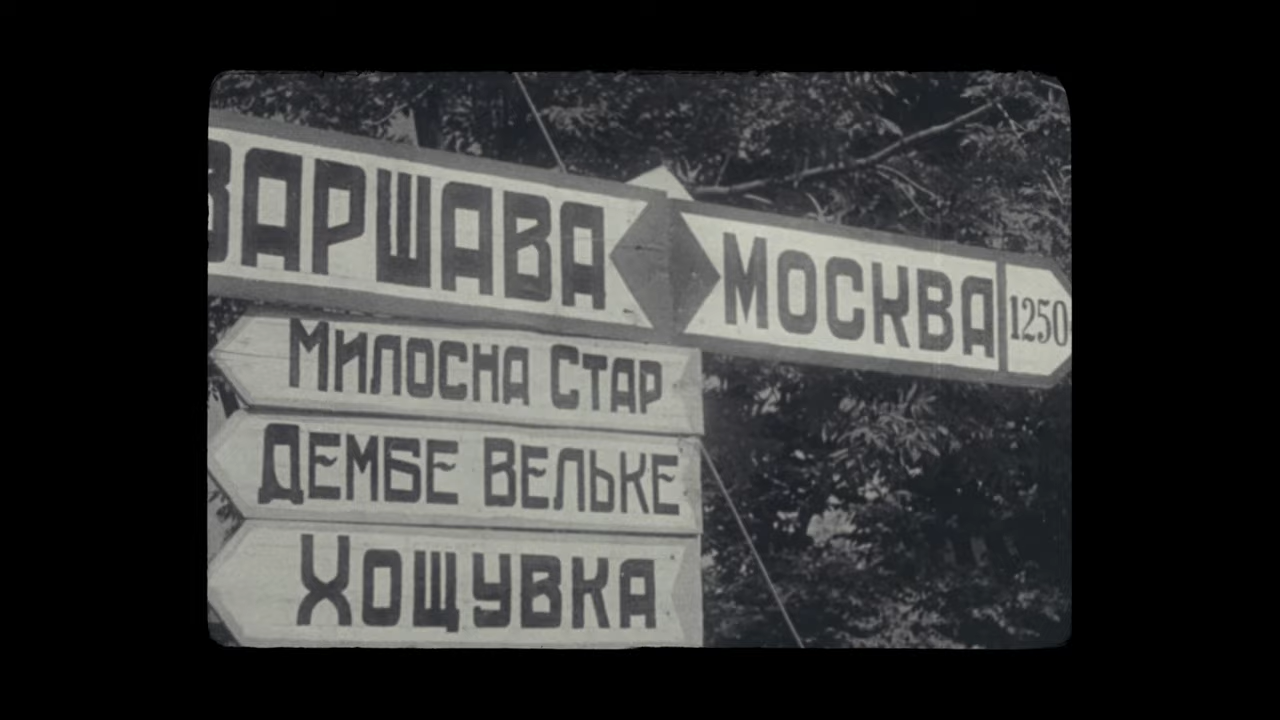 ВАРШАВА
МОСКВА 1250
МИЛОСНА СТАР
ДЕМБЕ ВЕЛЬКЕ
ХОЩУВКА